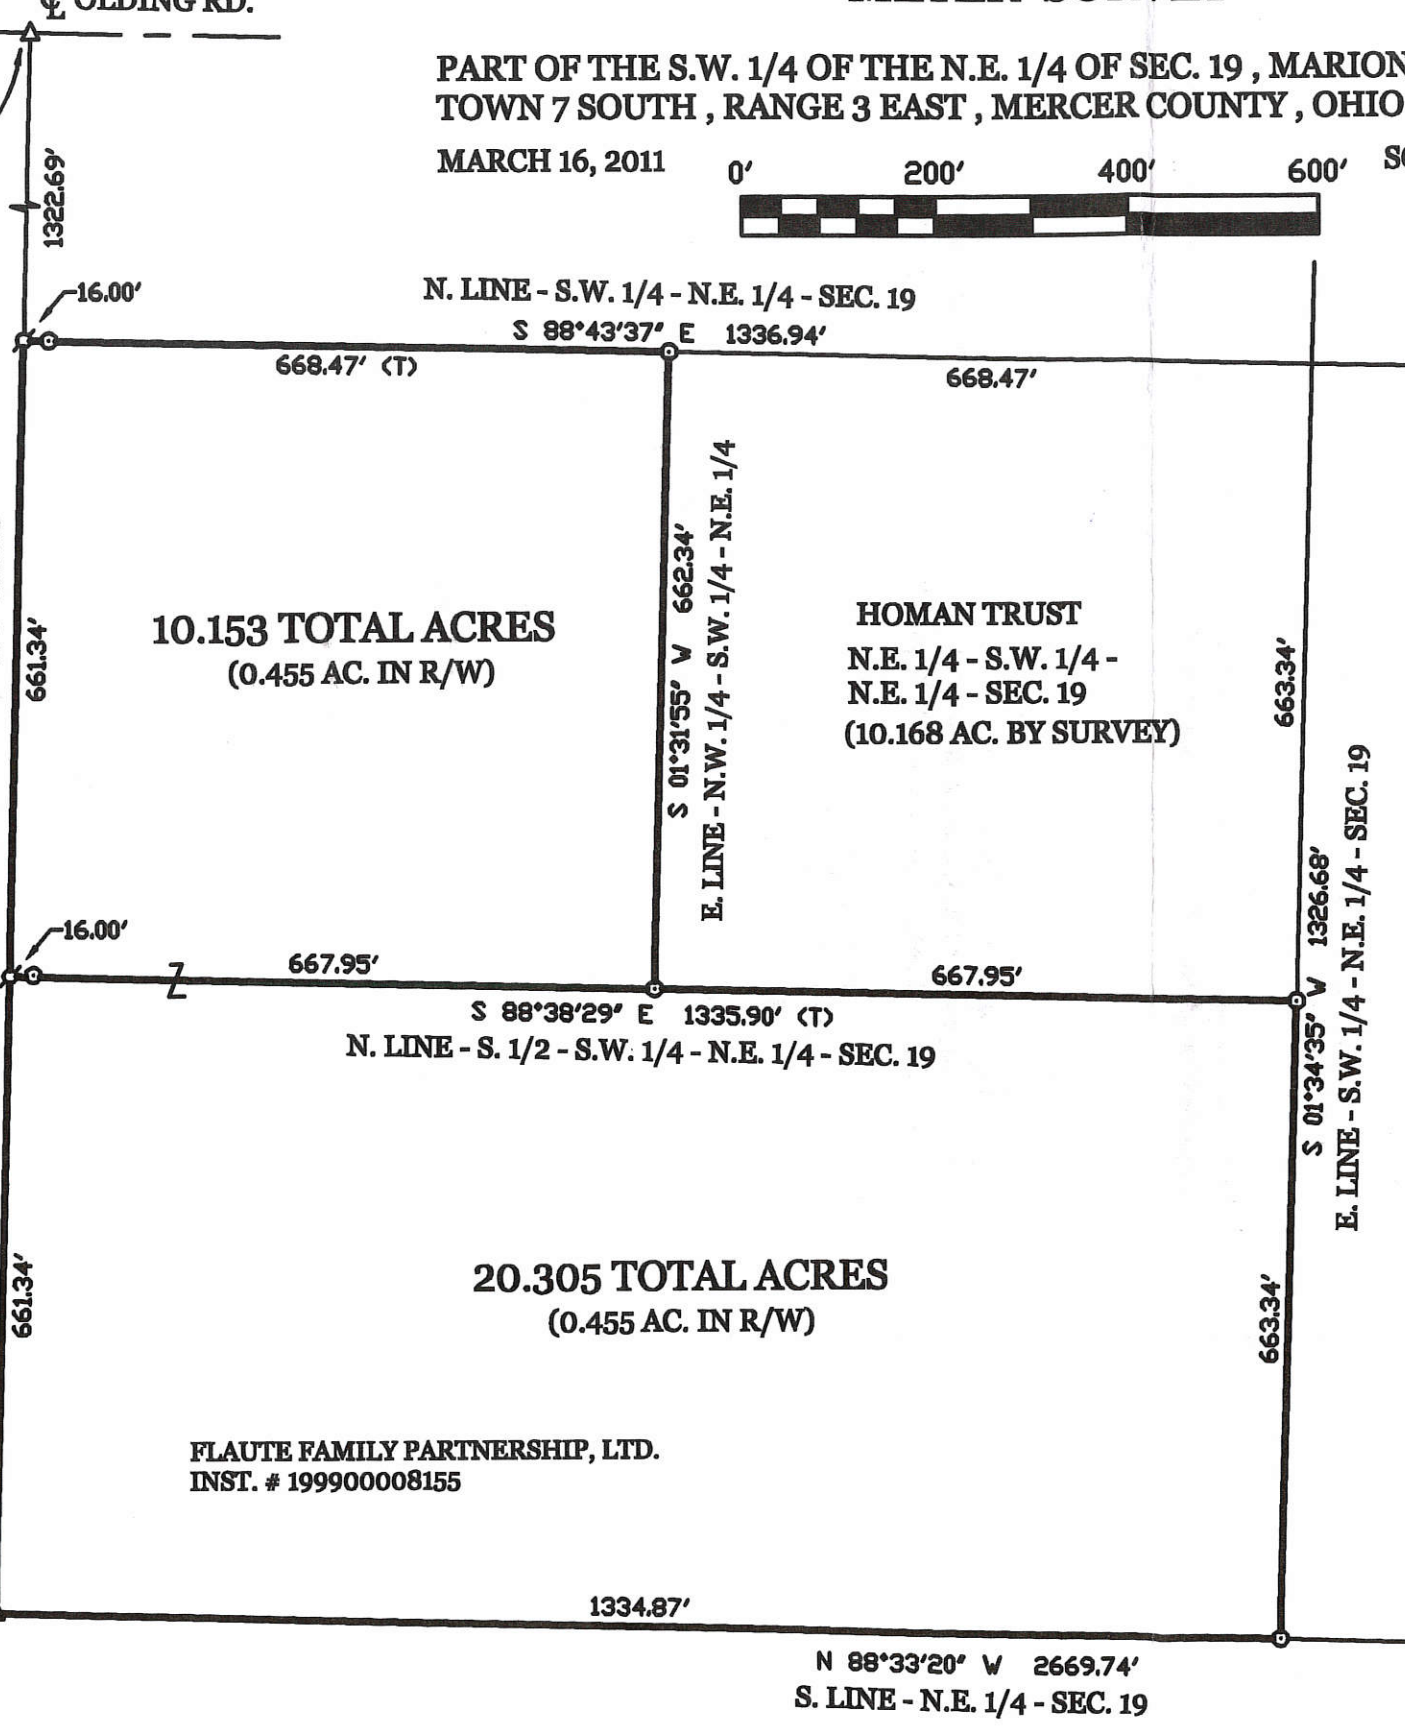 ℄ OLDING RD.
METER SURVEY
PART OF THE S.W. 1/4 OF THE N.E. 1/4 OF SEC. 19 , MARION
TOWN 7 SOUTH , RANGE 3 EAST , MERCER COUNTY , OHIO
MARCH 16, 2011
0' 200' 400' 600'
1322.69'
16.00'
N. LINE - S.W. 1/4 - N.E. 1/4 - SEC. 19
S 88°43'37" E 1336.94'
668.47' (T)
668.47'
661.34'
10.153 TOTAL ACRES
(0.455 AC. IN R/W)
S 01°31'55" W 662.34'
E. LINE - N.W. 1/4 - S.W. 1/4 - N.E. 1/4
HOMAN TRUST
N.E. 1/4 - S.W. 1/4 -
N.E. 1/4 - SEC. 19
(10.168 AC. BY SURVEY)
663.34'
S 01°34'35" W 1326.68'
E. LINE - S.W. 1/4 - N.E. 1/4 - SEC. 19
16.00'
667.95'
667.95'
S 88°38'29" E 1335.90' (T)
N. LINE - S. 1/2 - S.W. 1/4 - N.E. 1/4 - SEC. 19
661.34'
20.305 TOTAL ACRES
(0.455 AC. IN R/W)
663.34'
FLAUTE FAMILY PARTNERSHIP, LTD.
INST. # 199900008155
1334.87'
N 88°33'20" W 2669.74'
S. LINE - N.E. 1/4 - SEC. 19